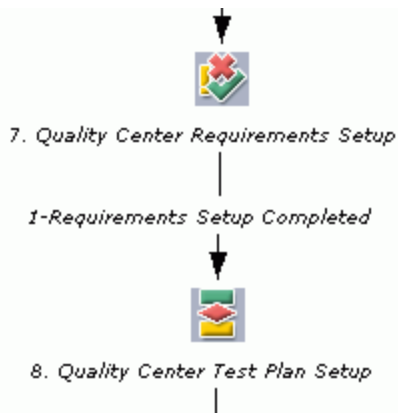 7. Quality Center Requirements Setup
1-Requirements Setup Completed
8. Quality Center Test Plan Setup